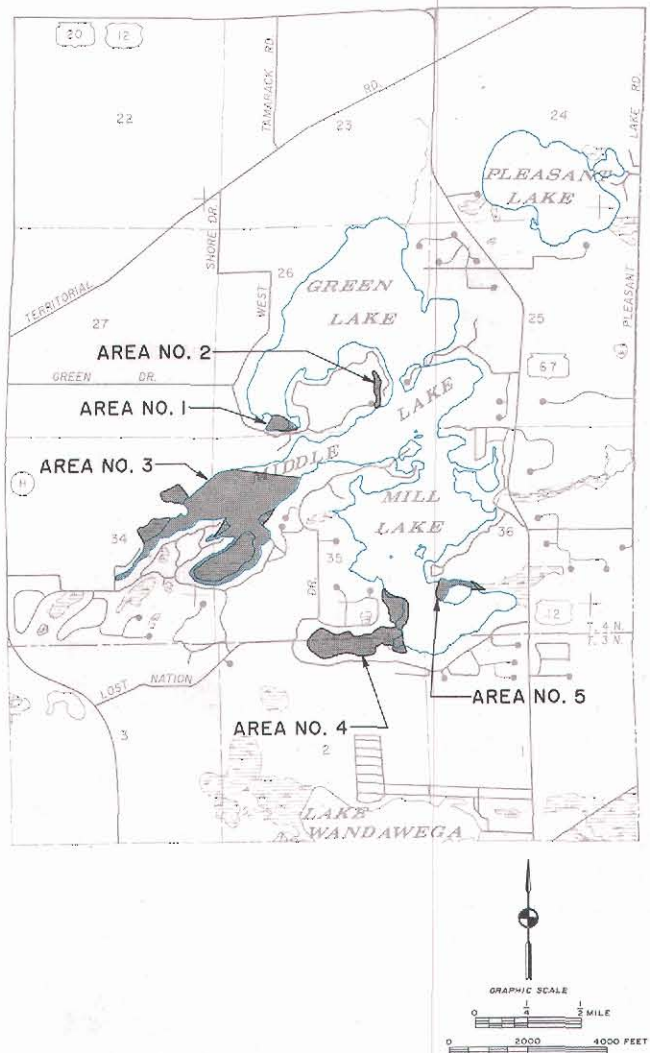 20 12
TAMARACK RD.
RD.
22
23
24
LAKE RD.
PLEASANT
LAKE
SHORE DR.
26
WEST
GREEN
LAKE
TERRITORIAL
27
25
PLEASANT
AREA NO. 2
GREEN DR.
67
AREA NO. 1
LAKE
MIDDLE
AREA NO. 3
H
MILL
LAKE
34
35
36
DR.
12
T. 4 N.
T. 3 N.
LOST NATION
AREA NO. 5
AREA NO. 4
3
2
1
LAKE
WANDAWEGA
GRAPHIC SCALE
0 1/4 1/2 MILE
0 2000 4000 FEET